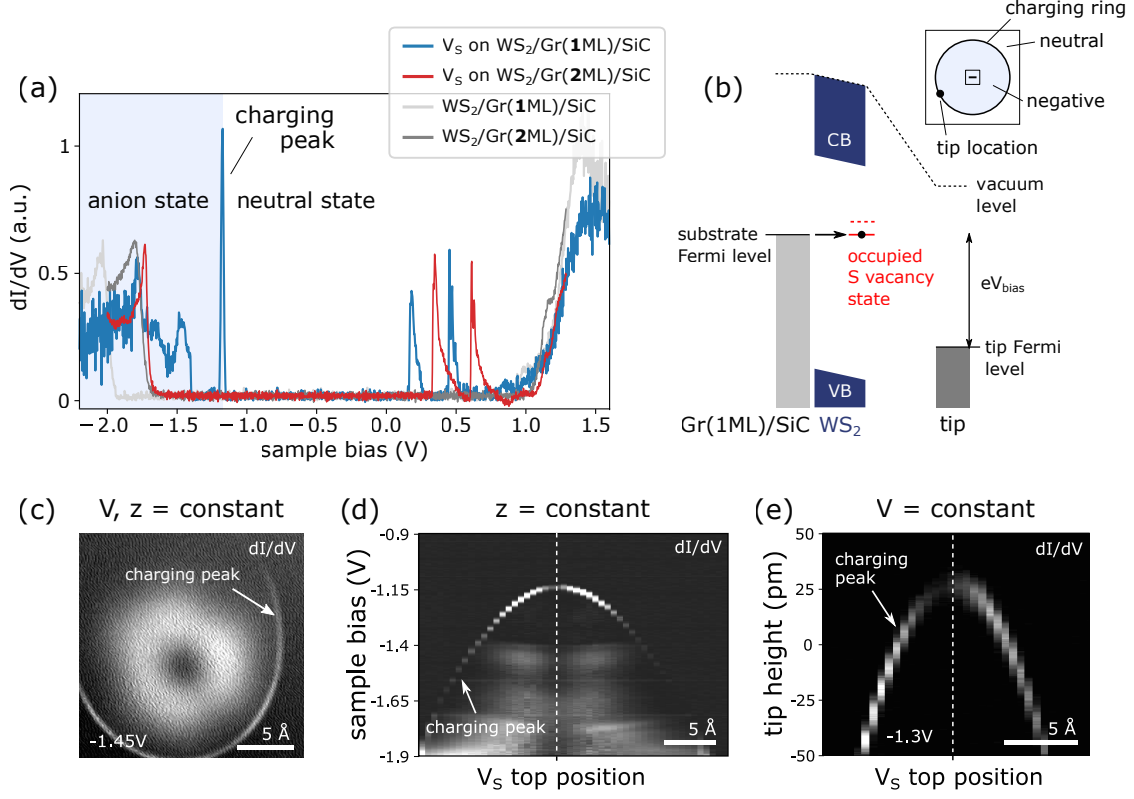 V_S on WS₂/Gr(1ML)/SiC
V_S on WS₂/Gr(2ML)/SiC
WS₂/Gr(1ML)/SiC
WS₂/Gr(2ML)/SiC
(a)
charging
peak
anion state
neutral state
dI/dV (a.u.)
1
0.5
0
−2.0
−1.5
−1.0
−0.5
0.0
0.5
1.0
1.5
sample bias (V)
(b)
charging ring
neutral
negative
tip location
CB
vacuum
level
substrate
Fermi level
occupied
S vacancy
state
eV_bias
tip Fermi
level
VB
Gr(1ML)/SiC
WS₂
tip
(c)
V, z = constant
dI/dV
charging peak
-1.45V
5 Å
(d)
z = constant
dI/dV
sample bias (V)
-0.9
-1.15
-1.4
-1.65
-1.9
charging peak
5 Å
V_S top position
(e)
V = constant
dI/dV
charging
peak
tip height (pm)
50
25
0
-25
-50
-1.3V
5 Å
V_S top position